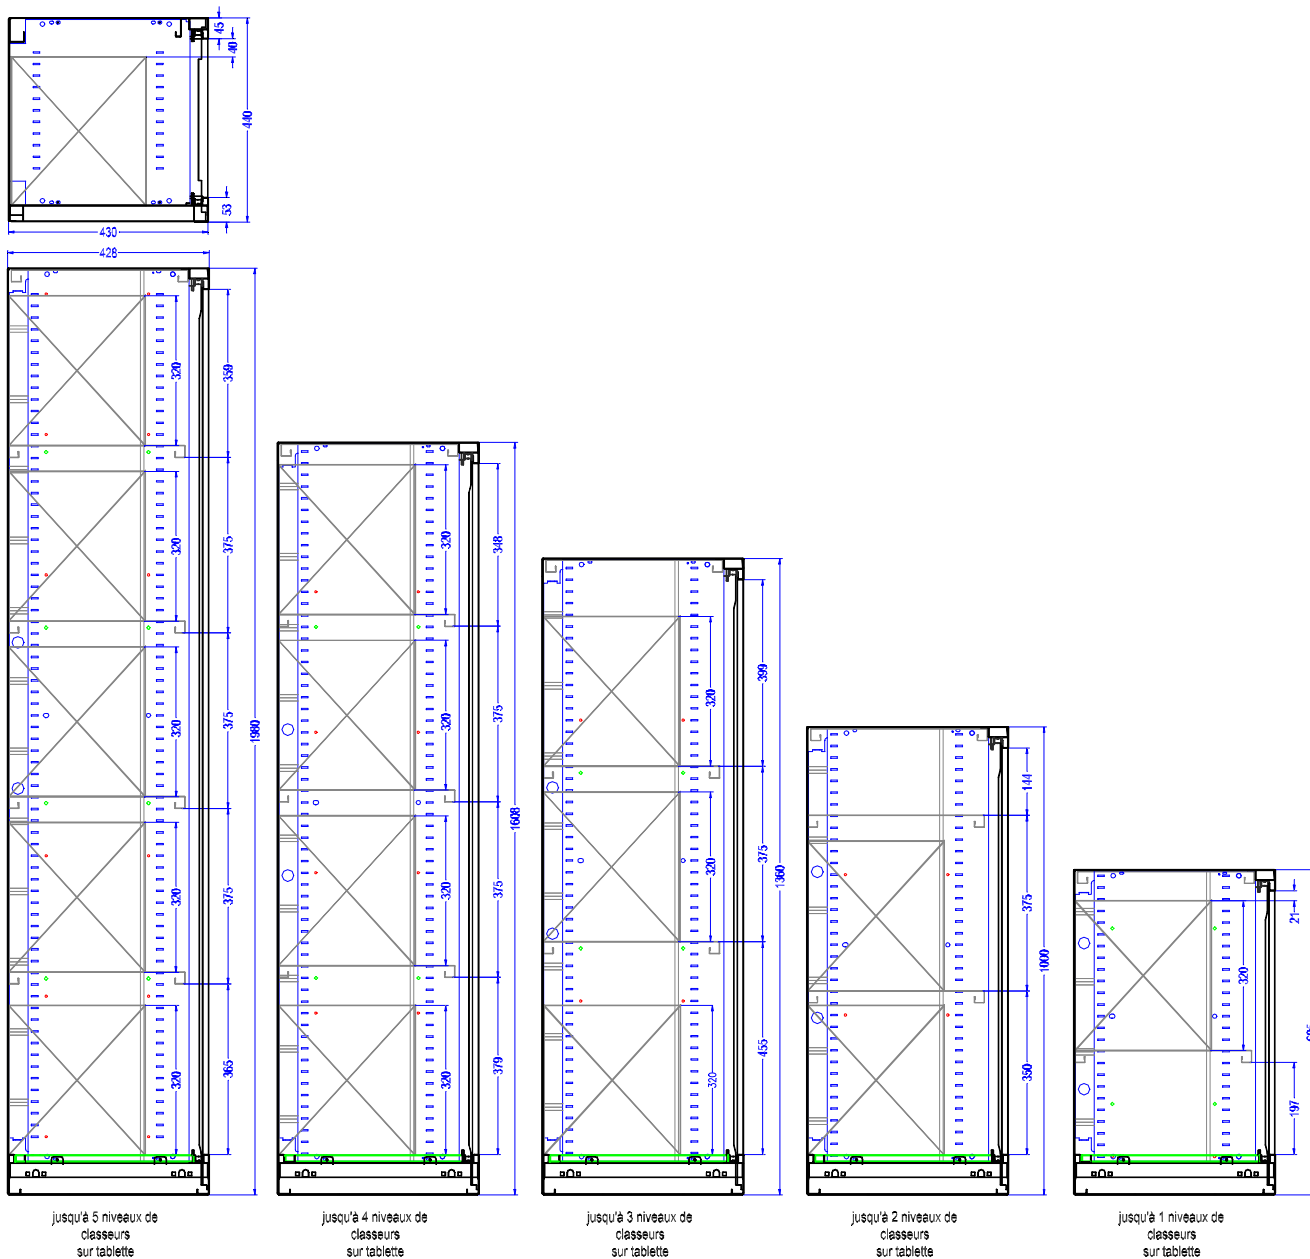 45
40
440
53
430
428
320
359
320
375
320
375
1980
320
375
320
365
320
348
320
375
1608
320
375
320
379
399
320
375
320
1360
455
320
144
375
1000
350
21
320
197
jusqu'à 5 niveaux de
classeurs
sur tablette
jusqu'à 4 niveaux de
classeurs
sur tablette
jusqu'à 3 niveaux de
classeurs
sur tablette
jusqu'à 2 niveaux de
classeurs
sur tablette
jusqu'à 1 niveaux de
classeurs
sur tablette